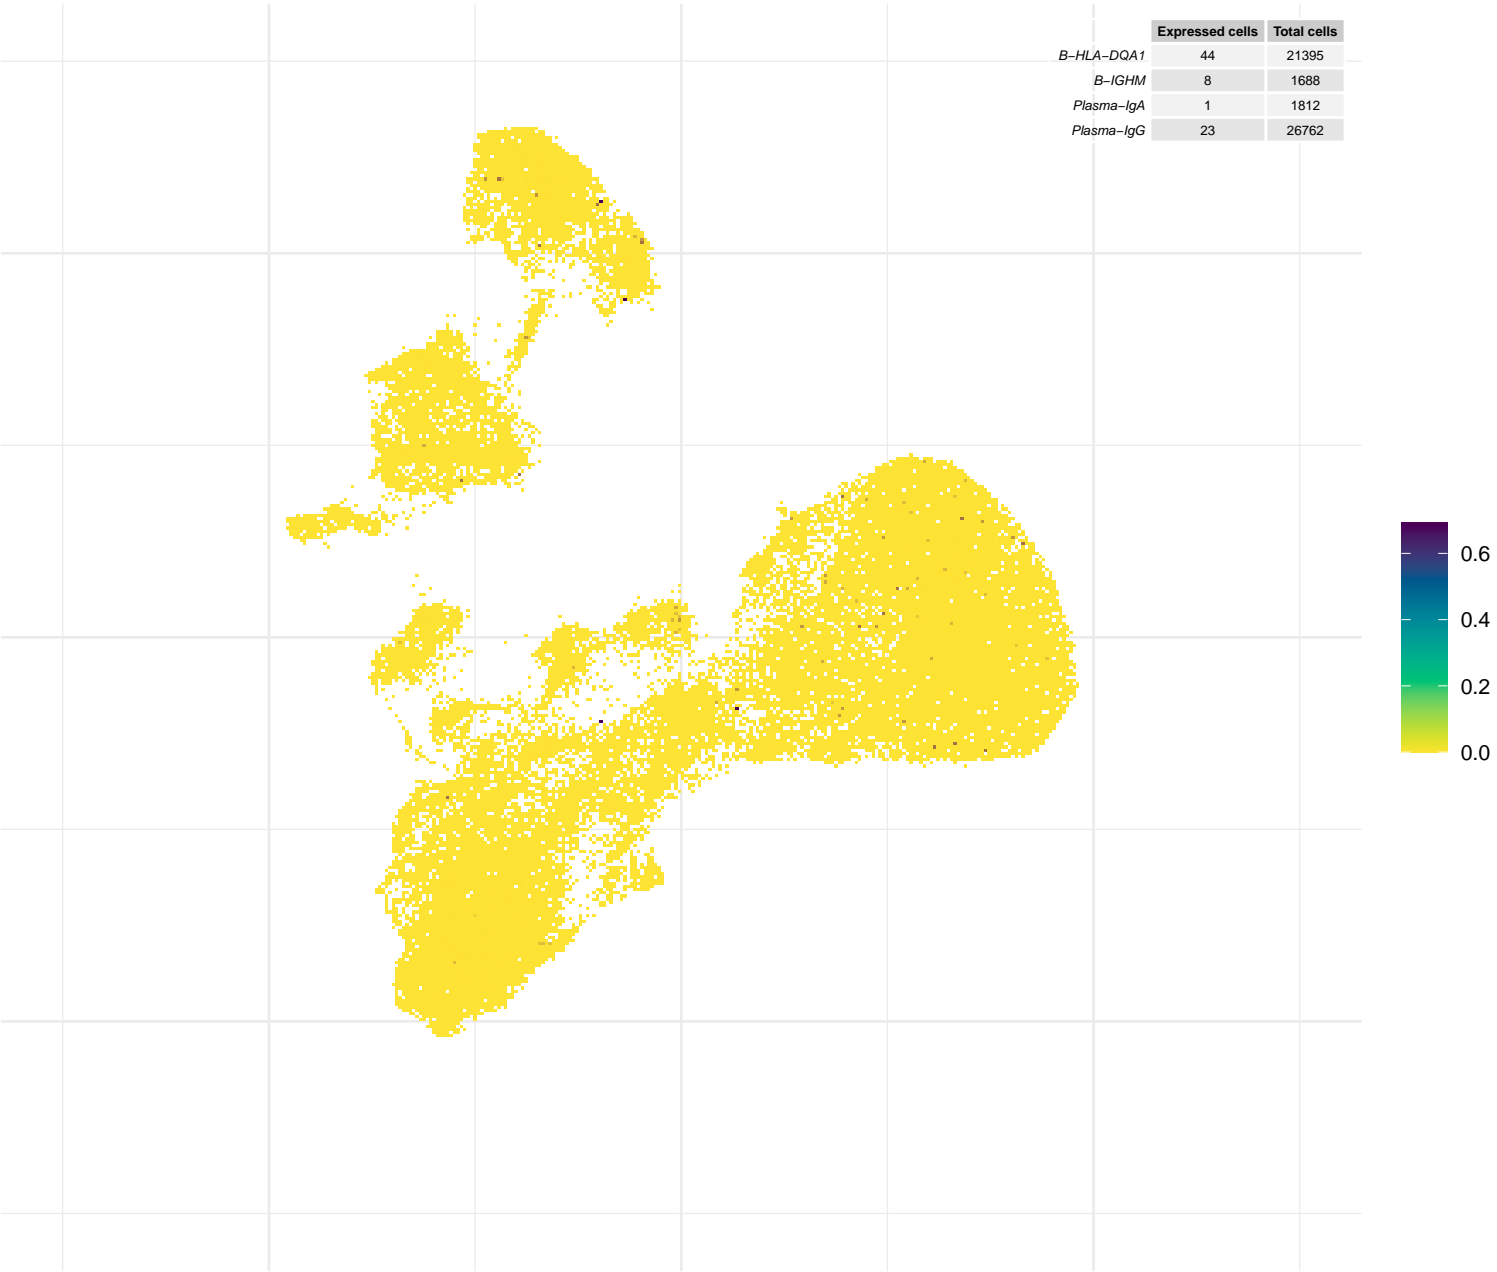 Expressed cells Total cells
B−HLA−DQA1 44 21395
B−IGHM 8 1688
Plasma−IgA 1 1812
Plasma−IgG 23 26762
0.6
0.4
0.2
0.0